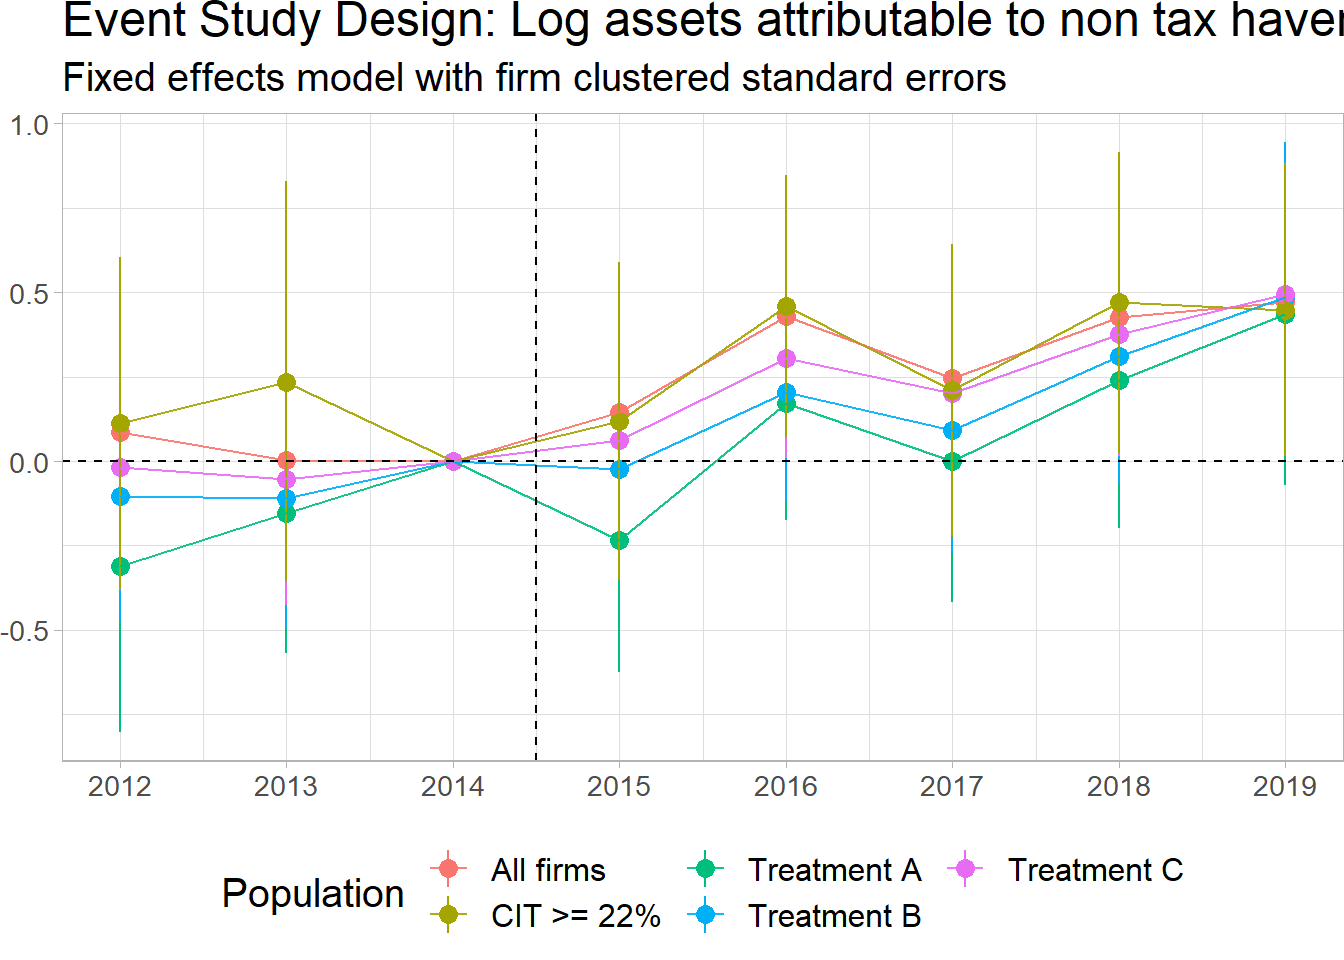 Event Study Design: Log assets attributable to non tax haven
Fixed effects model with firm clustered standard errors
1.0
0.5
0.0
-0.5
2012 2013 2014 2015 2016 2017 2018 2019
Population
All firms Treatment A Treatment C
CIT >= 22% Treatment B